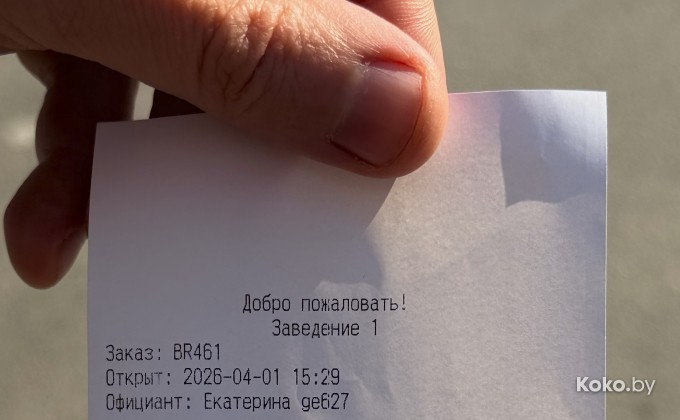 Добро пожаловать!
Заведение 1
Заказ: BR461
Открыт: 2026-04-01 15:29
Официант: Екатерина ge627
Koko.by